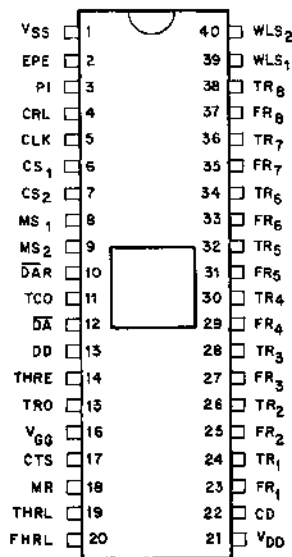 VSS 1 40 WLS2
EPE 2 39 WLS1
PI 3 38 TR8
CRL 4 37 FR8
CLK 5 36 TR7
CS1 6 35 FR7
CS2 7 34 TR6
MS1 8 33 FR6
MS2 9 32 TR5
D̅A̅R 10 31 FR5
TCO 11 30 TR4
D̅A̅ 12 29 FR4
DD 13 28 TR3
THRE 14 27 FR3
TRO 15 26 TR2
VGG 16 25 FR2
CTS 17 24 TR1
MR 18 23 FR1
THRL 19 22 CD
FHRL 20 21 VDD